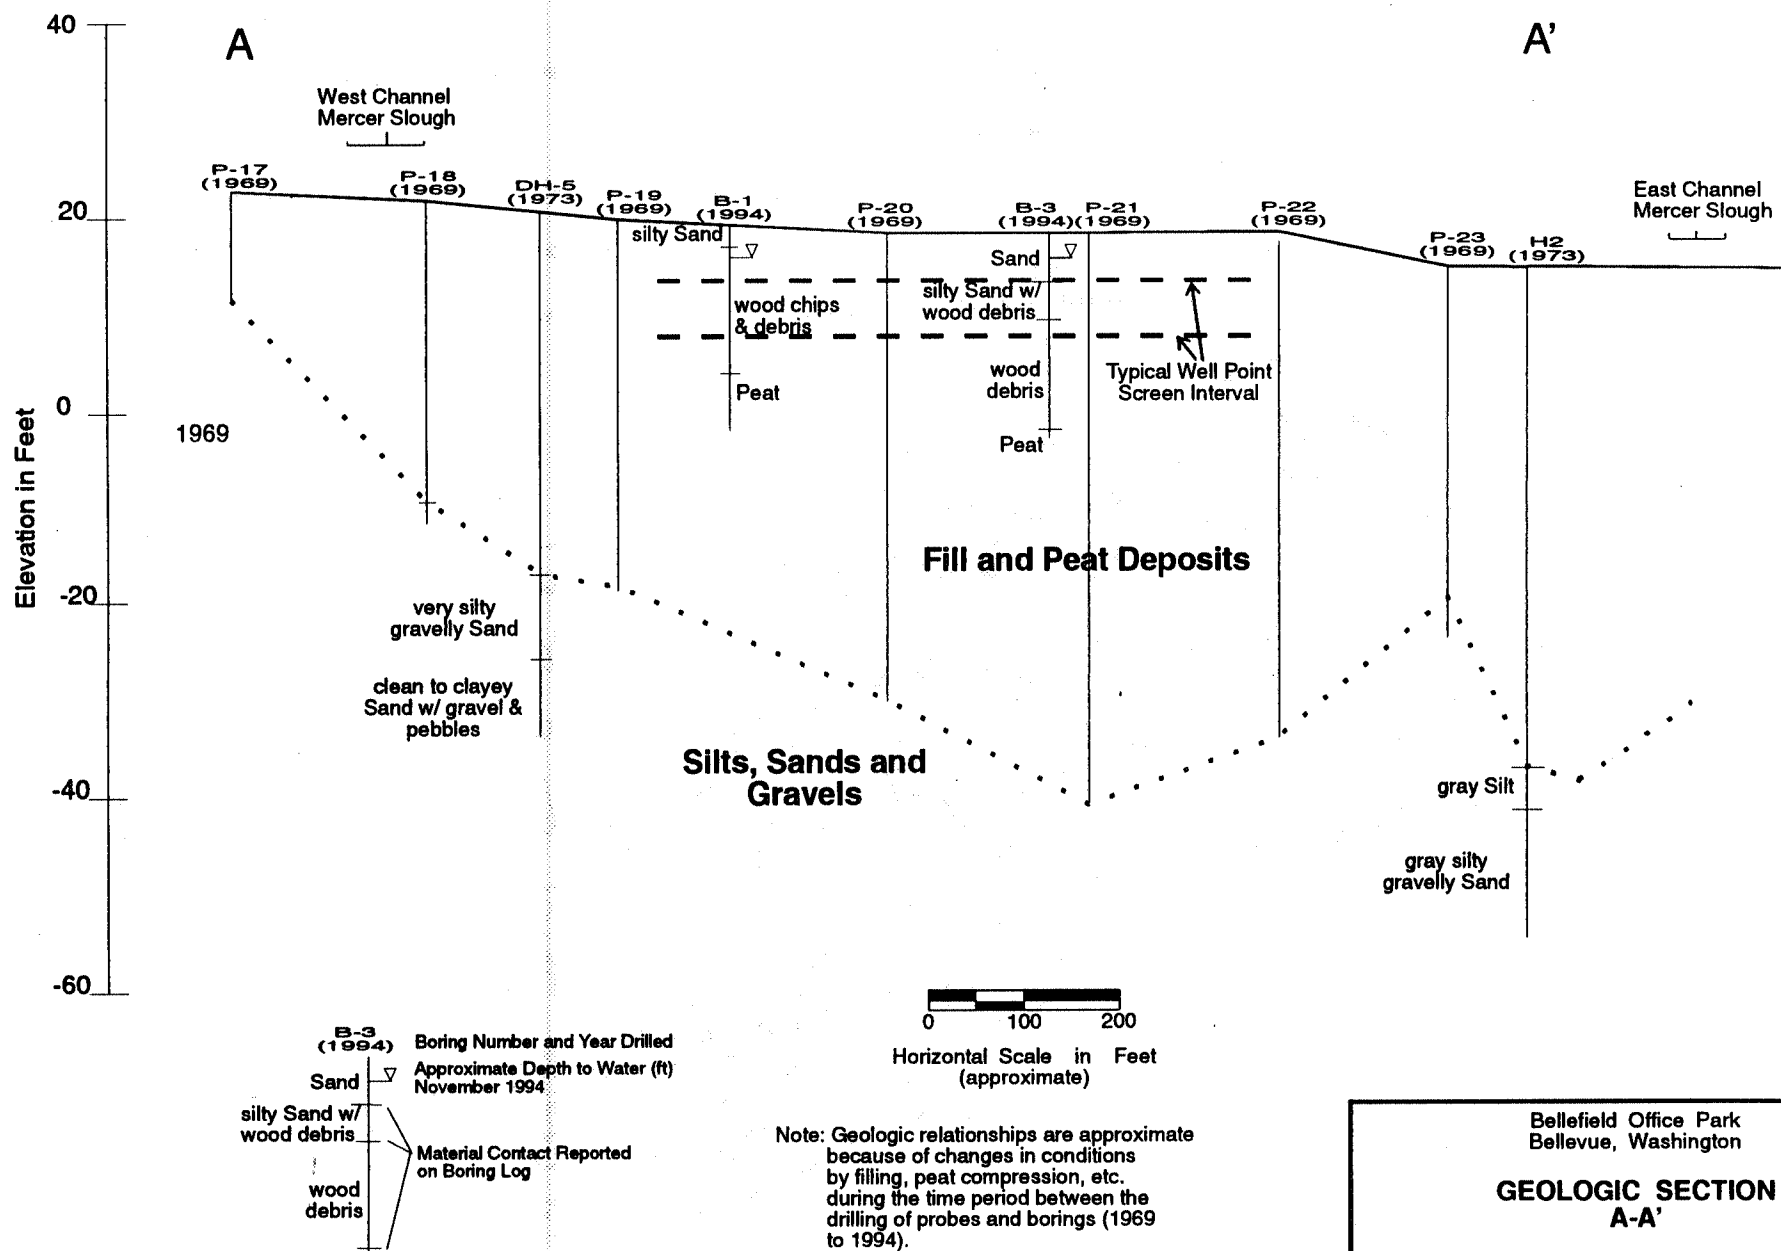 40
A
A'
West Channel
Mercer Slough
P-17
(1969)
P-18
(1969)
DH-5
(1973)
P-19
(1969)
B-1
(1994)
P-20
(1969)
B-3
(1994)
P-21
(1969)
P-22
(1969)
East Channel
Mercer Slough
P-23
(1969)
H2
(1973)
20
silty Sand
Sand
silty Sand w/
wood debris
wood chips
& debris
wood
debris
Typical Well Point
Screen Interval
Peat
Peat
0
1969
Elevation in Feet
Fill and Peat Deposits
-20
very silty
gravelly Sand
clean to clayey
Sand w/ gravel &
pebbles
Silts, Sands and
Gravels
-40
gray Silt
gray silty
gravelly Sand
-60
0 100 200
Horizontal Scale in Feet
(approximate)
B-3
(1994)
Boring Number and Year Drilled
Sand
Approximate Depth to Water (ft)
November 1994
silty Sand w/
wood debris
Material Contact Reported
on Boring Log
wood
debris
Note: Geologic relationships are approximate
because of changes in conditions
by filling, peat compression, etc.
during the time period between the
drilling of probes and borings (1969
to 1994).
Bellefield Office Park
Bellevue, Washington
GEOLOGIC SECTION
A-A'